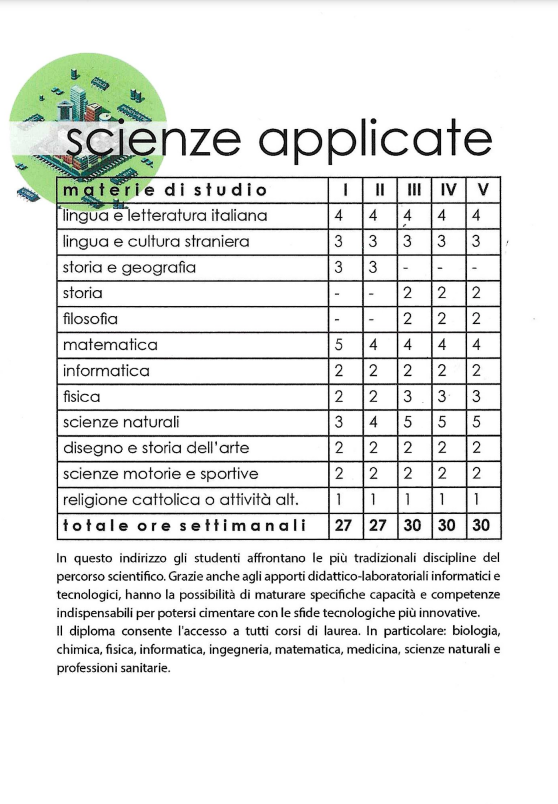 scienze applicate
materie di studio I II III IV V
lingua e letteratura italiana 4 4 4 4 4
lingua e cultura straniera 3 3 3 3 3
storia e geografia 3 3 - - -
storia - - 2 2 2
filosofia - - 2 2 2
matematica 5 4 4 4 4
informatica 2 2 2 2 2
fisica 2 2 3 3 3
scienze naturali 3 4 5 5 5
disegno e storia dell'arte 2 2 2 2 2
scienze motorie e sportive 2 2 2 2 2
religione cattolica o attività alt. 1 1 1 1 1
totale ore settimanali 27 27 30 30 30
In questo indirizzo gli studenti affrontano le più tradizionali discipline del
percorso scientifico. Grazie anche agli apporti didattico-laboratoriali informatici e
tecnologici, hanno la possibilità di maturare specifiche capacità e competenze
indispensabili per potersi cimentare con le sfide tecnologiche più innovative.
Il diploma consente l'accesso a tutti corsi di laurea. In particolare: biologia,
chimica, fisica, informatica, ingegneria, matematica, medicina, scienze naturali e
professioni sanitarie.